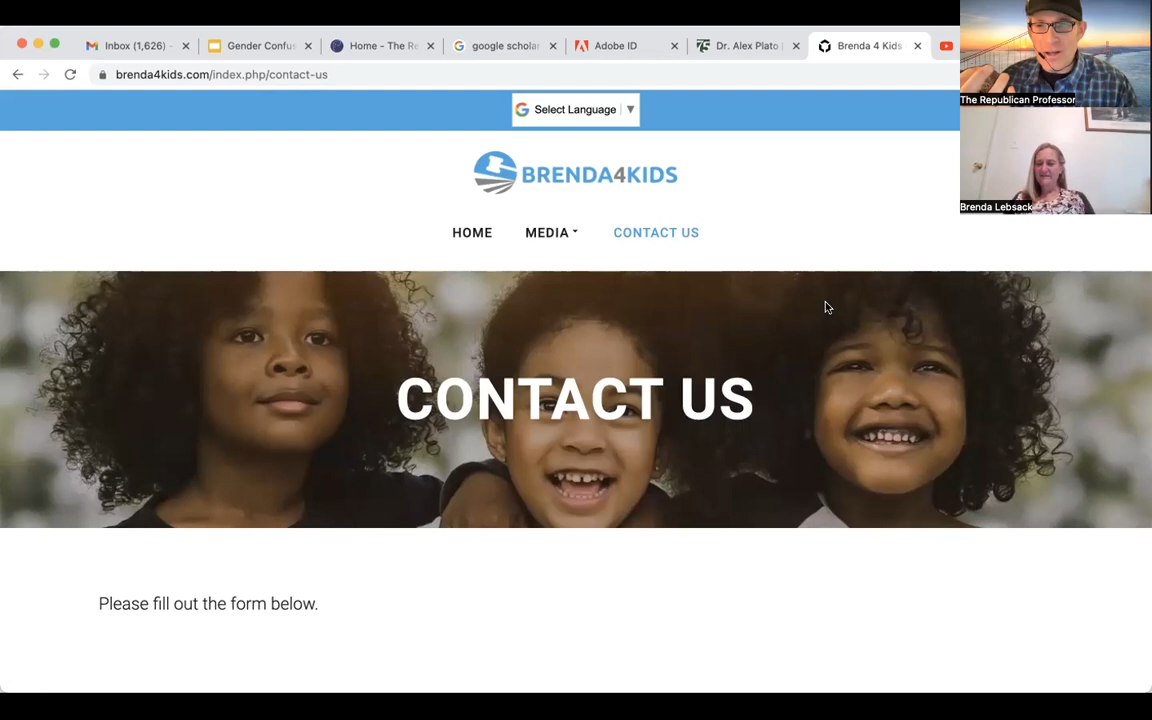 Inbox (1,626) -
Gender Confus
Home - The Re
google scholar
Adobe ID
Dr. Alex Plato |
Brenda 4 Kids
brenda4kids.com/index.php/contact-us
The Republican Professor
Select Language
BRENDA4KIDS
Brenda Lebsack
HOME
MEDIA
CONTACT US
CONTACT US
Please fill out the form below.